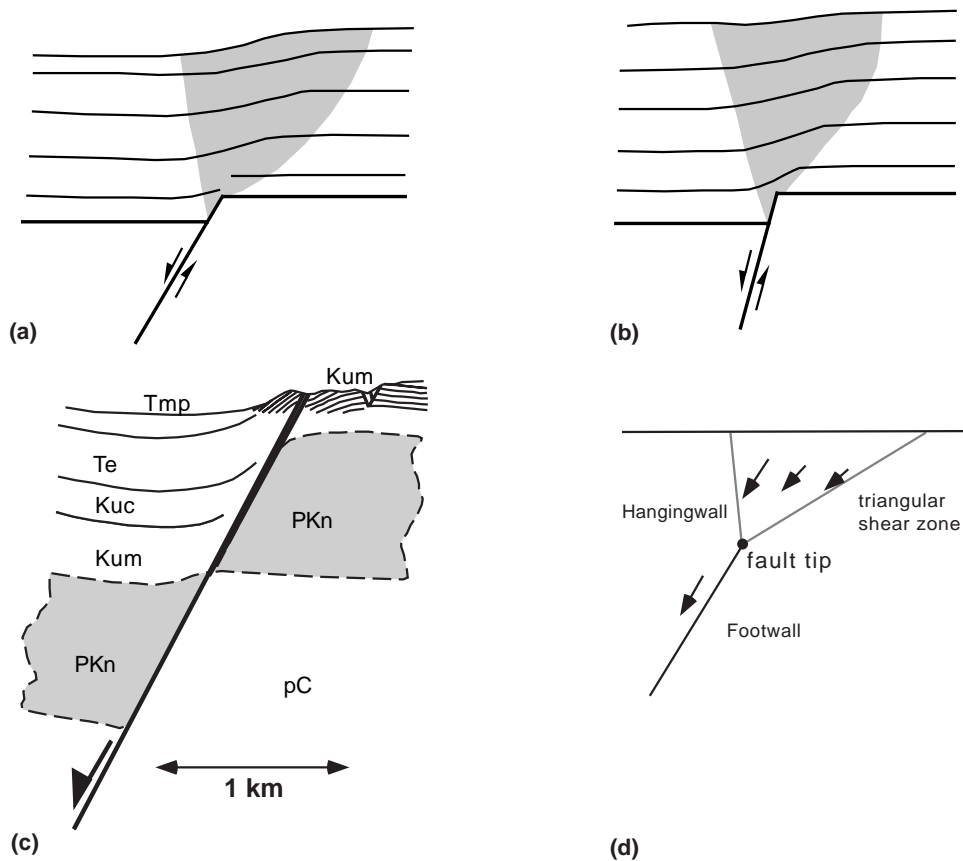 (a)
(b)
Kum
Tmp
Te
Kuc
Kum
PKn
PKn
pC
1 km
(c)
Hangingwall
triangular
shear zone
fault tip
Footwall
(d)